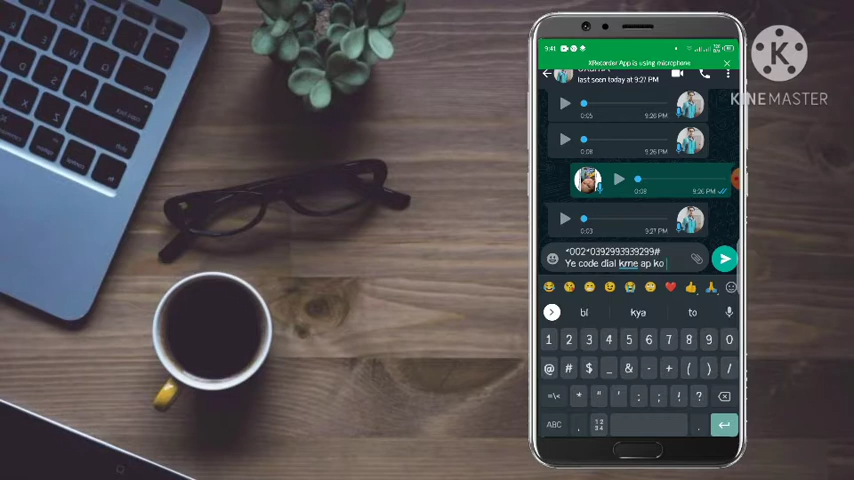 9:41
XRecorder App is using microphone
last seen today at 9:27 PM
0:05 9:26 PM
0:08 9:26 PM
0:08 9:26 PM
0:03 9:27 PM
*002*0392993939299#
Ye code dial krne ap ko
bl kya to
1 2 3 4 5 6 7 8 9 0
@ # $ _ & - + ( ) /
=\< * " ' : ; ! ?
ABC , 12 34 .
KINEMASTER